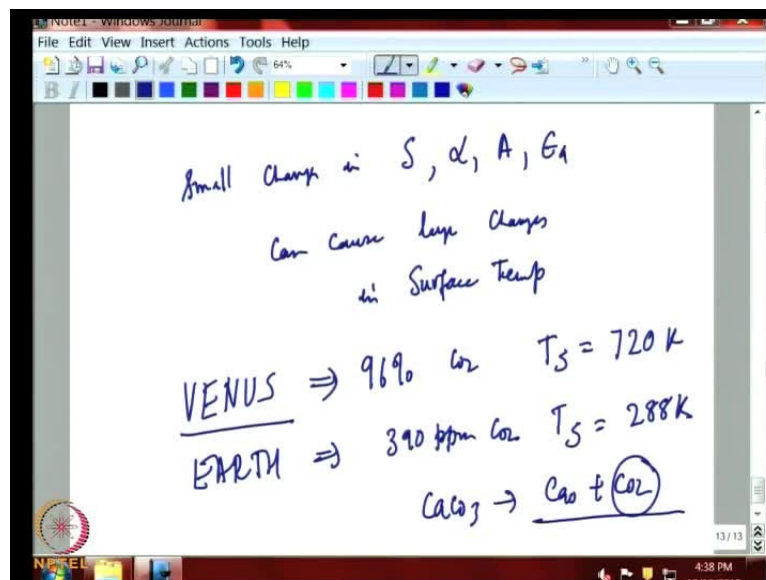 Note1 - Windows Journal
File Edit View Insert Actions Tools Help
64%
B I
Small Change in S, α, A, Ea
Can Cause large Changes
in Surface Temp
VENUS ⇒ 96% CO2 TS = 720 K
EARTH ⇒ 390 ppm CO2 TS = 288K
CaCO3 → CaO + CO2
13 / 13
NPTEL
4:38 PM